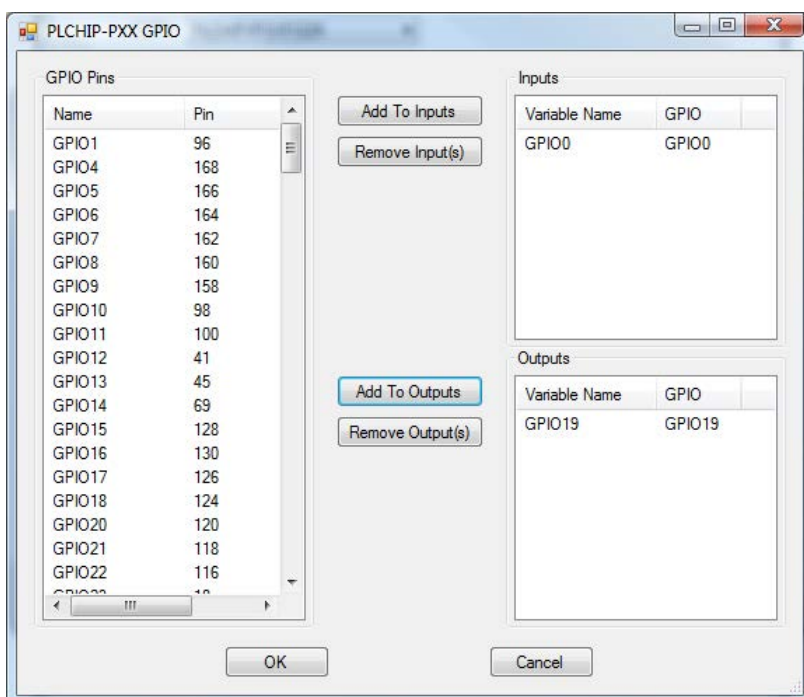 PLCHIP-PXX GPIO
GPIO Pins
Name Pin
GPIO1 96
GPIO4 168
GPIO5 166
GPIO6 164
GPIO7 162
GPIO8 160
GPIO9 158
GPIO10 98
GPIO11 100
GPIO12 41
GPIO13 45
GPIO14 69
GPIO15 128
GPIO16 130
GPIO17 126
GPIO18 124
GPIO20 120
GPIO21 118
GPIO22 116
Add To Inputs
Remove Input(s)
Add To Outputs
Remove Output(s)
Inputs
Variable Name GPIO
GPIO0 GPIO0
Outputs
Variable Name GPIO
GPIO19 GPIO19
OK
Cancel